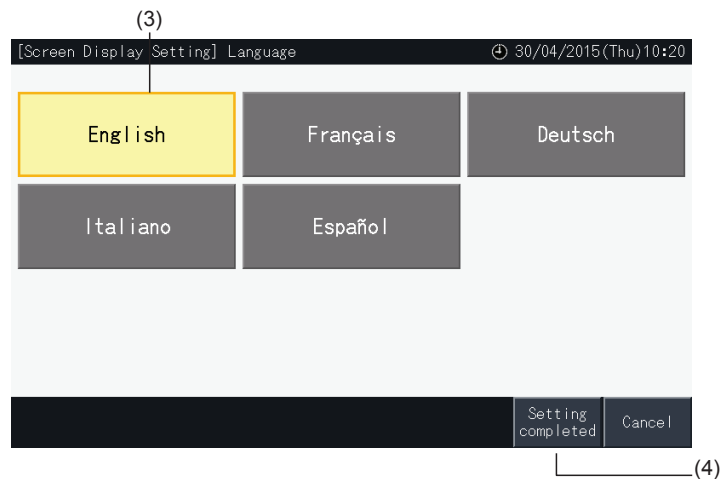 (3)
[Screen Display Setting] Language
30/04/2015(Thu)10:20
English
Français
Deutsch
Italiano
Español
Setting
completed
Cancel
(4)